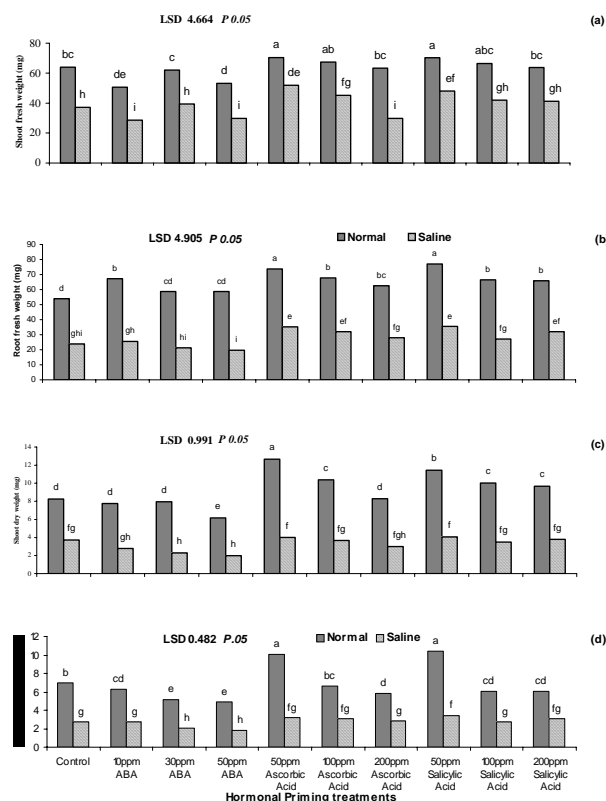 LSD 4.664 P 0.05
(a)
Shoot fresh weight (mg)
80
60
40
20
0
bc h de i c h d i a de ab fg bc i a ef abc gh bc gh
LSD 4.905 P 0.05
Normal Saline
(b)
Root fresh weight (mg)
90
80
70
60
50
40
30
20
10
0
d ghi b gh cd hi cd i a e b ef bc fg a e b fg b ef
LSD 0.991 P 0.05
(c)
Shoot dry weight (mg)
14
12
10
8
6
4
2
0
d fg d gh d h e h a f c fg d fgh b f c fg c fg
LSD 0.482 P.05
Normal Saline
(d)
12
10
8
6
4
2
0
b g cd g e h e h a fg bc fg d g a f cd g cd fg
Control 10ppm 30ppm 50ppm 50ppm 100ppm 200ppm 50ppm 100ppm 200ppm
ABA ABA ABA Ascorbic Ascorbic Ascorbic Salicylic Salicylic Salicylic
Acid Acid Acid Acid Acid Acid
Hormonal Priming treatments